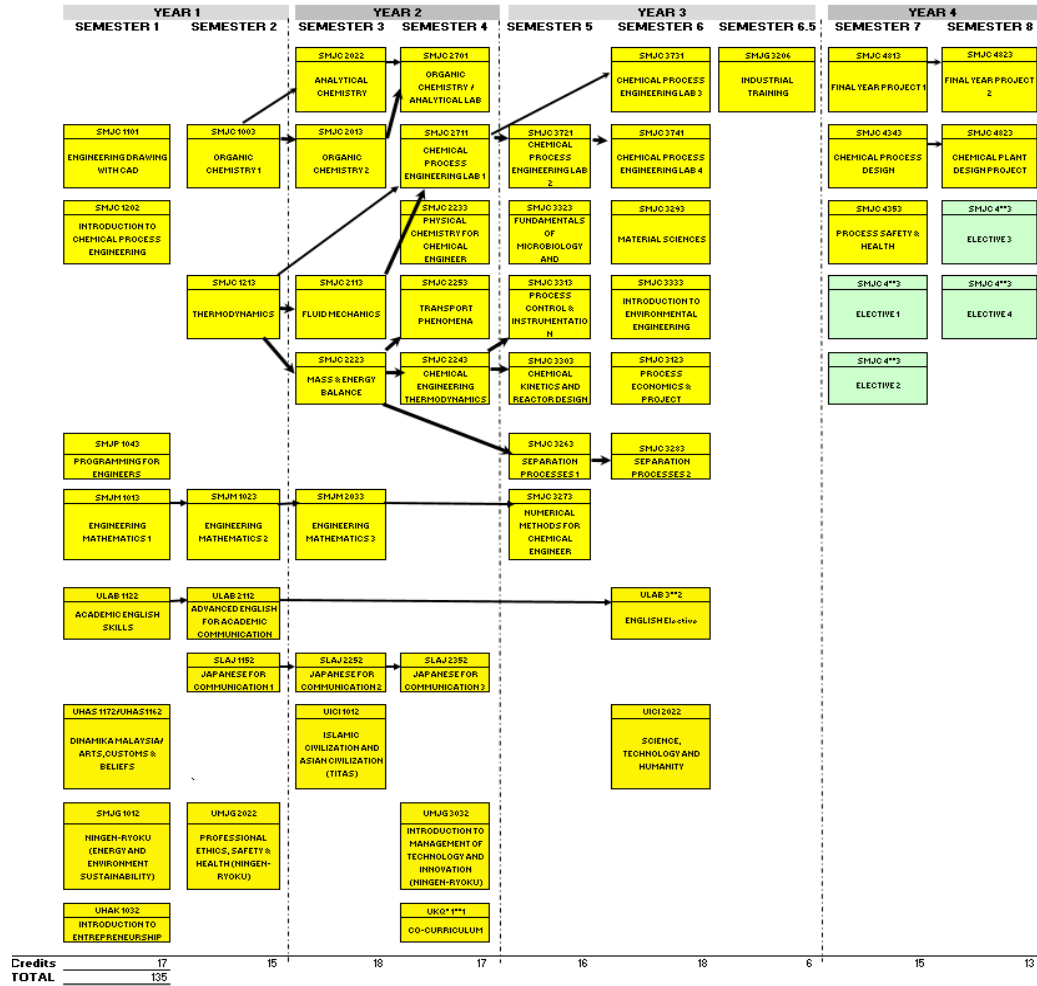 YEAR 1
YEAR 2
YEAR 3
YEAR 4
SEMESTER 1
SEMESTER 2
SEMESTER 3
SEMESTER 4
SEMESTER 5
SEMESTER 6
SEMESTER 6.5
SEMESTER 7
SEMESTER 8
SMJC 2022
ANALYTICAL
CHEMISTRY
SMJC 2701
ORGANIC
CHEMISTRY /
ANALYTICAL LAB
SMJC 3731
CHEMICAL PROCESS
ENGINEERING LAB 3
SMJG 3206
INDUSTRIAL
TRAINING
SMJC 4813
FINAL YEAR PROJECT 1
SMJC 4823
FINAL YEAR PROJECT
2
SMJC 1101
ENGINEERING DRAWING
WITH CAD
SMJC 1003
ORGANIC
CHEMISTRY 1
SMJC 2013
ORGANIC
CHEMISTRY 2
SMJC 2711
CHEMICAL
PROCESS
ENGINEERING LAB 1
SMJC 3721
CHEMICAL
PROCESS
ENGINEERING LAB
2
SMJC 3741
CHEMICAL PROCESS
ENGINEERING LAB 4
SMJC 4343
CHEMICAL PROCESS
DESIGN
SMJC 4823
CHEMICAL PLANT
DESIGN PROJECT
SMJC 1202
INTRODUCTION TO
CHEMICAL PROCESS
ENGINEERING
SMJC 2233
PHYSICAL
CHEMISTRY FOR
CHEMICAL
ENGINEER
SMJC 3323
FUNDAMENTALS
OF
MICROBIOLOGY
AND
SMJC 3293
MATERIAL SCIENCES
SMJC 4353
PROCESS SAFETY &
HEALTH
SMJC 4**3
ELECTIVE 3
SMJC 1213
THERMODYNAMICS
SMJC 2113
FLUID MECHANICS
SMJC 2253
TRANSPORT
PHENOMENA
SMJC 3313
PROCESS
CONTROL &
INSTRUMENTATIO
N
SMJC 3333
INTRODUCTION TO
ENVIRONMENTAL
ENGINEERING
SMJC 4**3
ELECTIVE 1
SMJC 4**3
ELECTIVE 4
SMJC 2223
MASS & ENERGY
BALANCE
SMJC 2243
CHEMICAL
ENGINEERING
THERMODYNAMICS
SMJC 3303
CHEMICAL
KINETICS AND
REACTOR DESIGN
SMJC 3123
PROCESS
ECONOMICS &
PROJECT
SMJC 4**3
ELECTIVE 2
SMJP 1043
PROGRAMMING FOR
ENGINEERS
SMJC 3263
SEPARATION
PROCESSES 1
SMJC 3283
SEPARATION
PROCESSES 2
SMJM 1013
ENGINEERING
MATHEMATICS 1
SMJM 1023
ENGINEERING
MATHEMATICS 2
SMJM 2033
ENGINEERING
MATHEMATICS 3
SMJC 3273
NUMERICAL
METHODS FOR
CHEMICAL
ENGINEER
ULAB 1122
ACADEMIC ENGLISH
SKILLS
ULAB 2112
ADVANCED ENGLISH
FOR ACADEMIC
COMMUNICATION
ULAB 3**2
ENGLISH Elective
SLAJ 1152
JAPANESE FOR
COMMUNICATION 1
SLAJ 2252
JAPANESE FOR
COMMUNICATION 2
SLAJ 2352
JAPANESE FOR
COMMUNICATION 3
UHAS 1172/UHAS 1162
DINAMIKA MALAYSIA/
ARTS, CUSTOMS &
BELIEFS
UICI 1012
ISLAMIC
CIVILIZATION AND
ASIAN CIVILIZATION
(TITAS)
UICI 2022
SCIENCE,
TECHNOLOGY AND
HUMANITY
SMJG 1012
NINGEN-RYOKU
(ENERGY AND
ENVIRONMENT
SUSTAINABILITY)
UMJG 2022
PROFESSIONAL
ETHICS, SAFETY &
HEALTH (NINGEN-
RYOKU)
UMJG 3032
INTRODUCTION TO
MANAGEMENT OF
TECHNOLOGY AND
INNOVATION
(NINGEN-RYOKU)
UHAK 1032
INTRODUCTION TO
ENTREPRENEURSHIP
UKQ* 1**1
CO-CURRICULUM
Credits 17 15 18 17 16 18 6 15 13
TOTAL 135